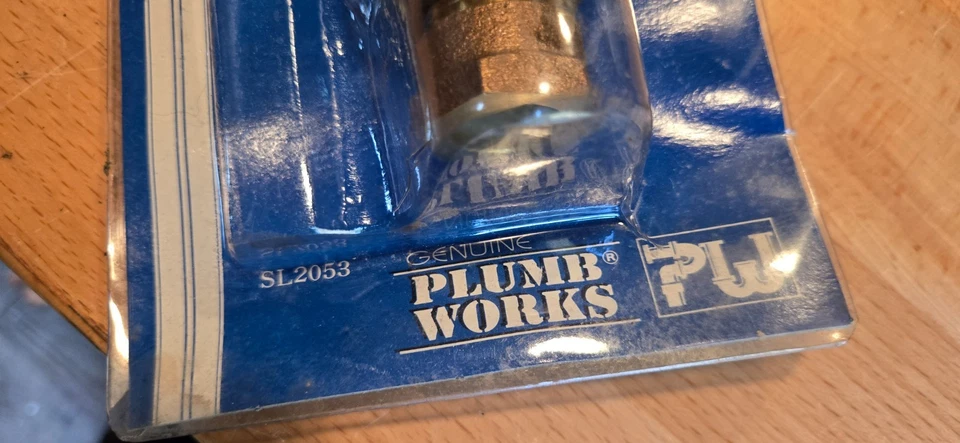 SL2053
GENUINE
PLUMB®
WORKS
PW